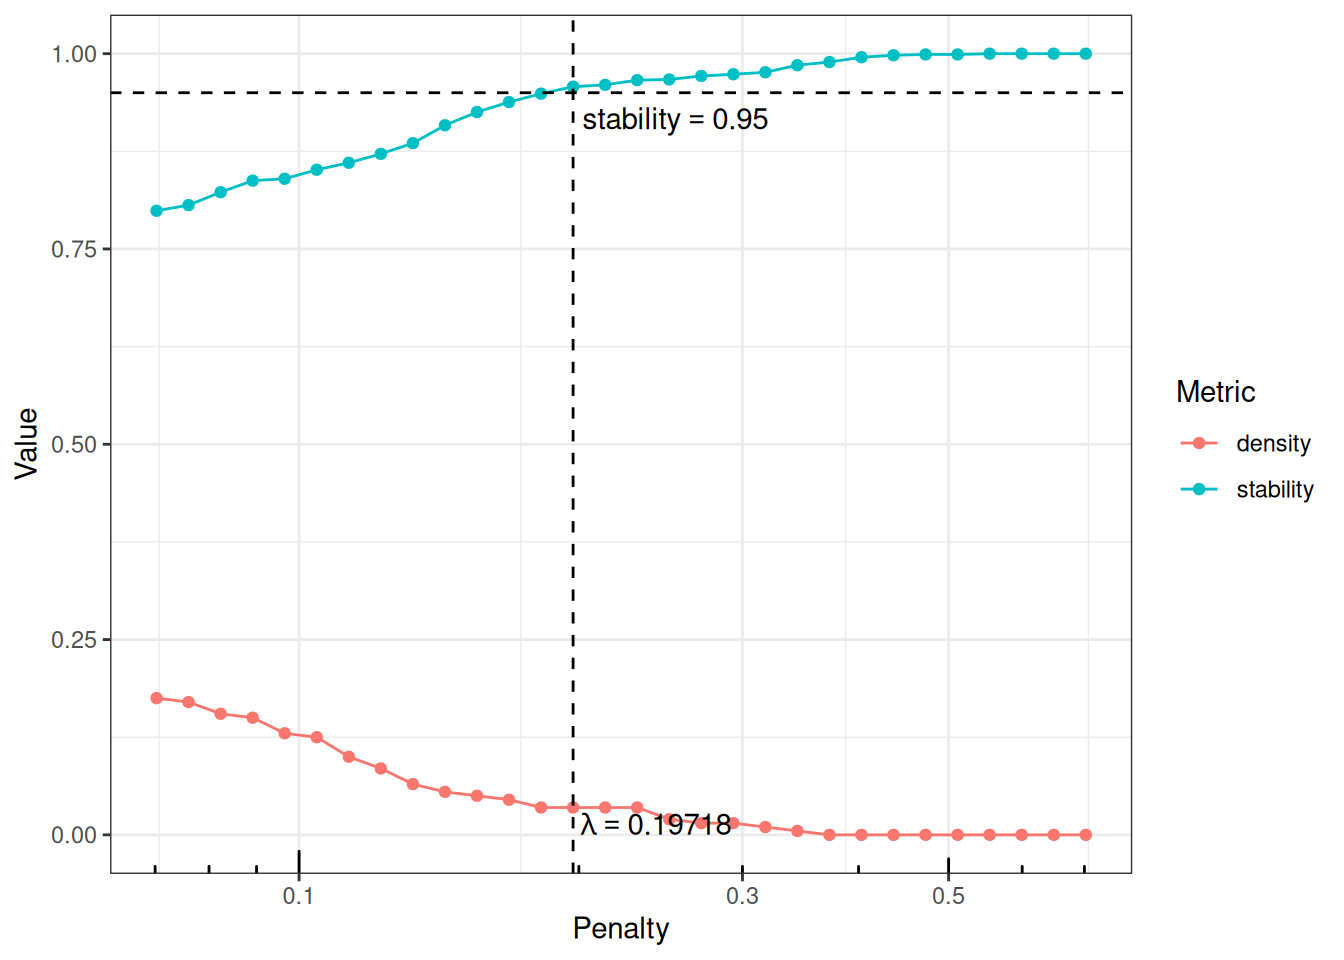 1.00
0.75
0.50
0.25
0.00
Value
stability = 0.95
λ = 0.19718
0.1
0.3
0.5
Penalty
Metric
density
stability